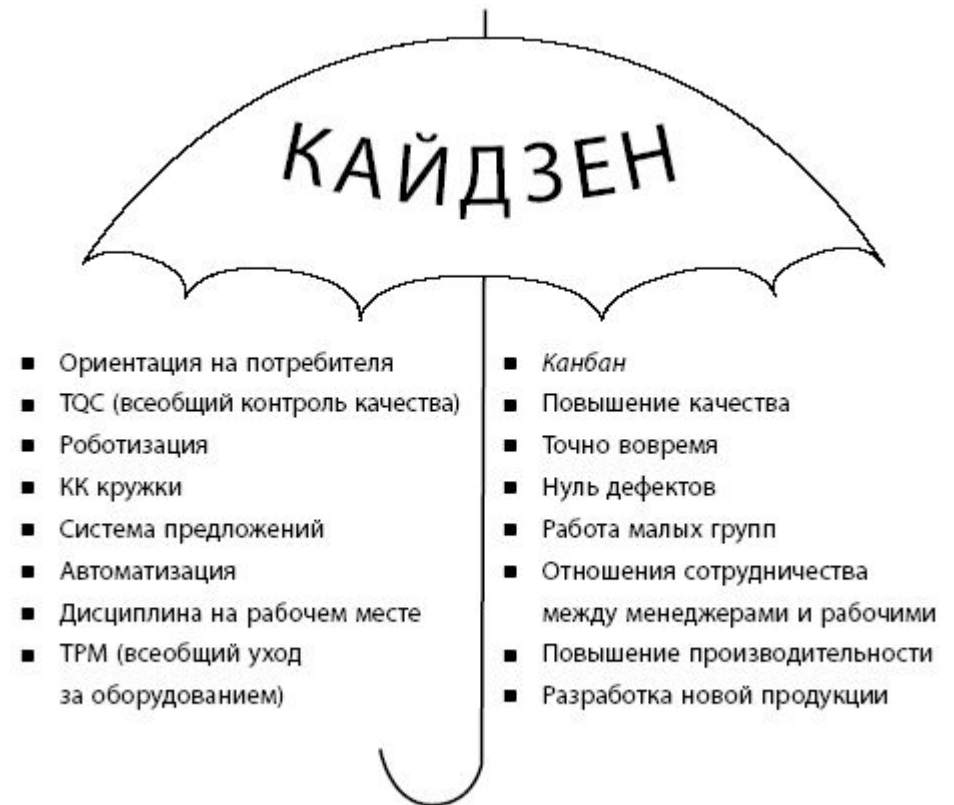 КАЙДЗЕН
■ Ориентация на потребителя
■ TQC (всеобщий контроль качества)
■ Роботизация
■ КК кружки
■ Система предложений
■ Автоматизация
■ Дисциплина на рабочем месте
■ TPM (всеобщий уход
за оборудованием)
■ Канбан
■ Повышение качества
■ Точно вовремя
■ Нуль дефектов
■ Работа малых групп
■ Отношения сотрудничества
между менеджерами и рабочими
■ Повышение производительности
■ Разработка новой продукции